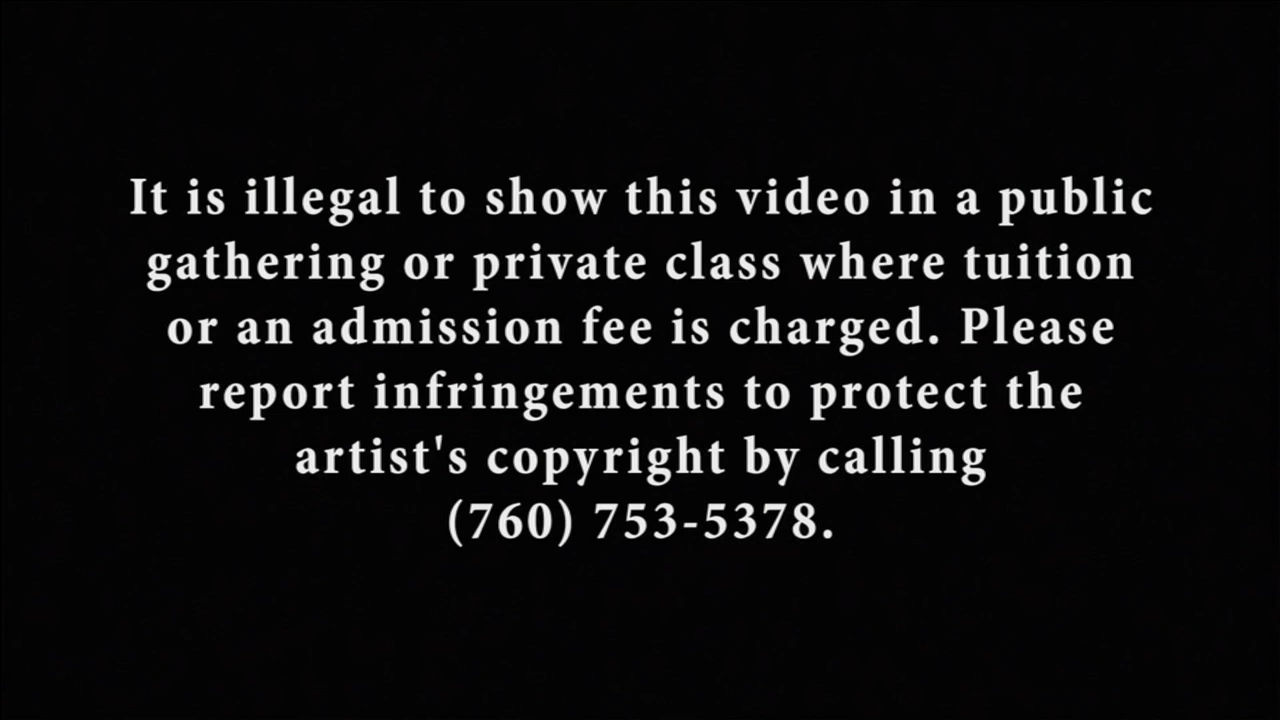 It is illegal to show this video in a public
gathering or private class where tuition
or an admission fee is charged. Please
report infringements to protect the
artist's copyright by calling
(760) 753-5378.